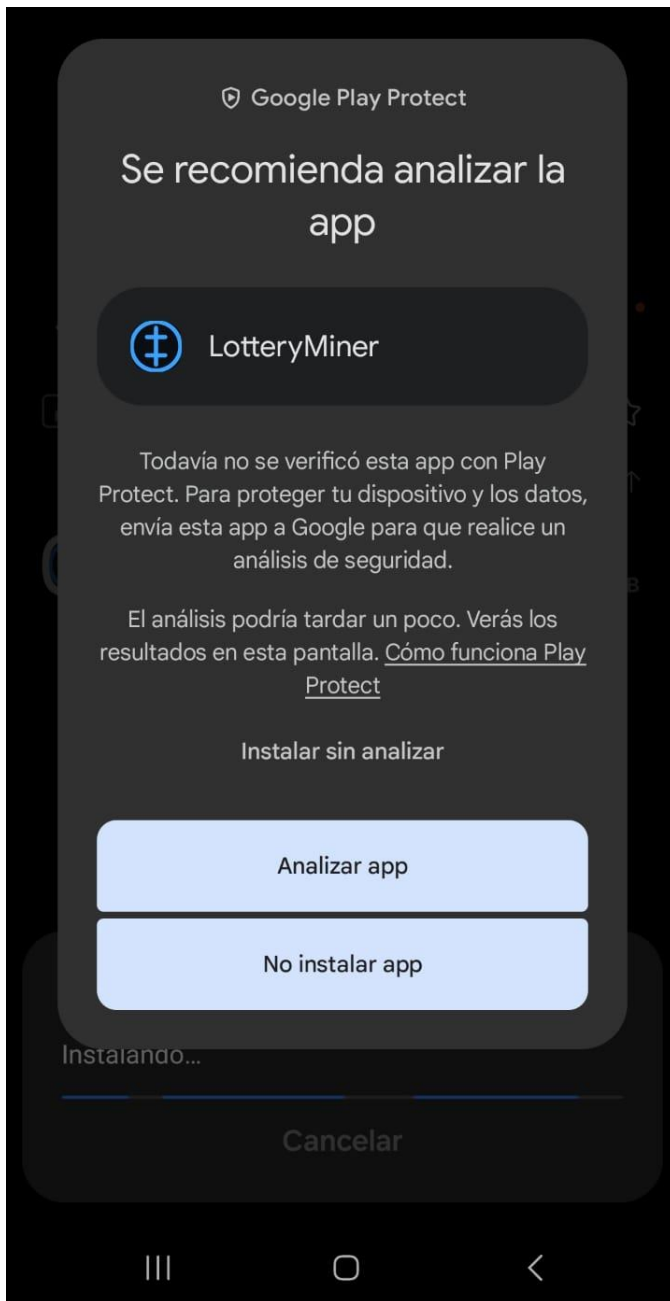 Google Play Protect
Se recomienda analizar la
app
LotteryMiner
Todavía no se verificó esta app con Play
Protect. Para proteger tu dispositivo y los datos,
envía esta app a Google para que realice un
análisis de seguridad.
El análisis podría tardar un poco. Verás los
resultados en esta pantalla. Cómo funciona Play
Protect
Instalar sin analizar
Analizar app
No instalar app
Instalando...
Cancelar